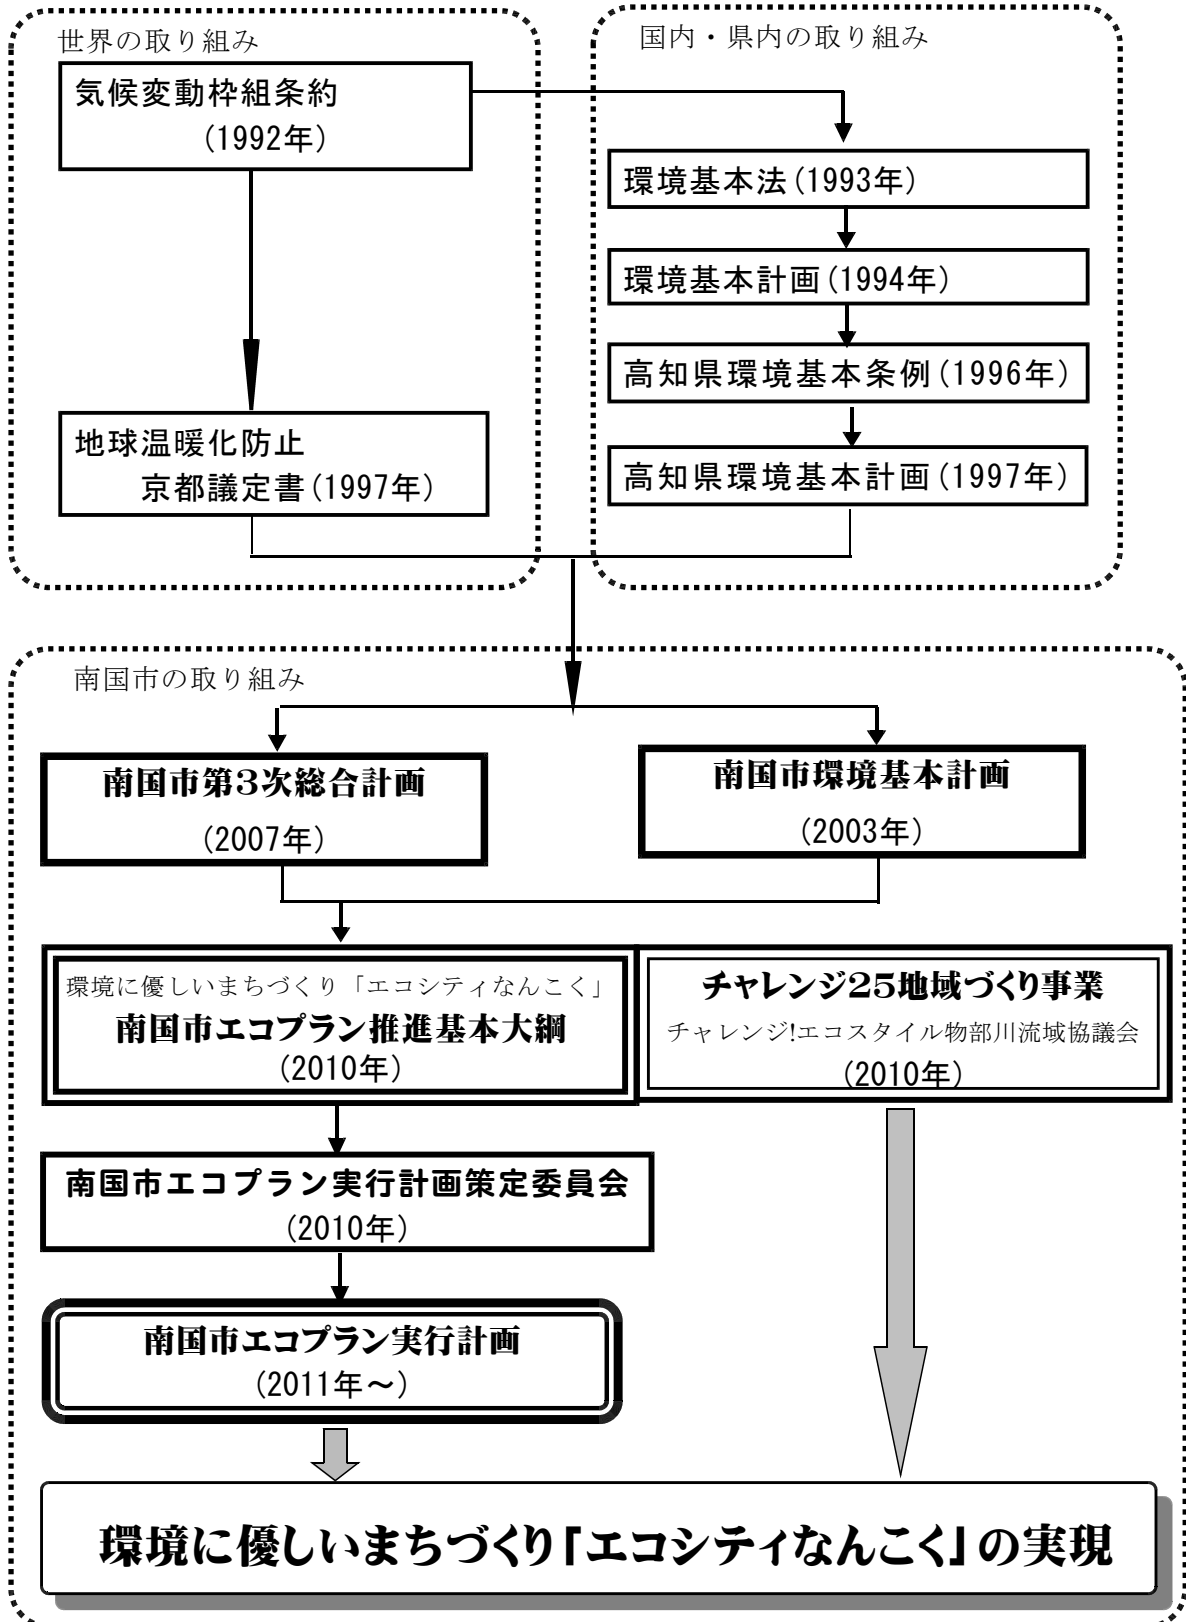 世界の取り組み
気候変動枠組条約
(1992年)
地球温暖化防止
京都議定書(1997年)
国内・県内の取り組み
環境基本法(1993年)
環境基本計画(1994年)
高知県環境基本条例(1996年)
高知県環境基本計画(1997年)
南国市の取り組み
南国市第3次総合計画
(2007年)
南国市環境基本計画
(2003年)
環境に優しいまちづくり「エコシティなんこく」
南国市エコプラン推進基本大綱
(2010年)
チャレンジ25地域づくり事業
チャレンジ!エコスタイル物部川流域協議会
(2010年)
南国市エコプラン実行計画策定委員会
(2010年)
南国市エコプラン実行計画
(2011年～)
環境に優しいまちづくり「エコシティなんこく」の実現